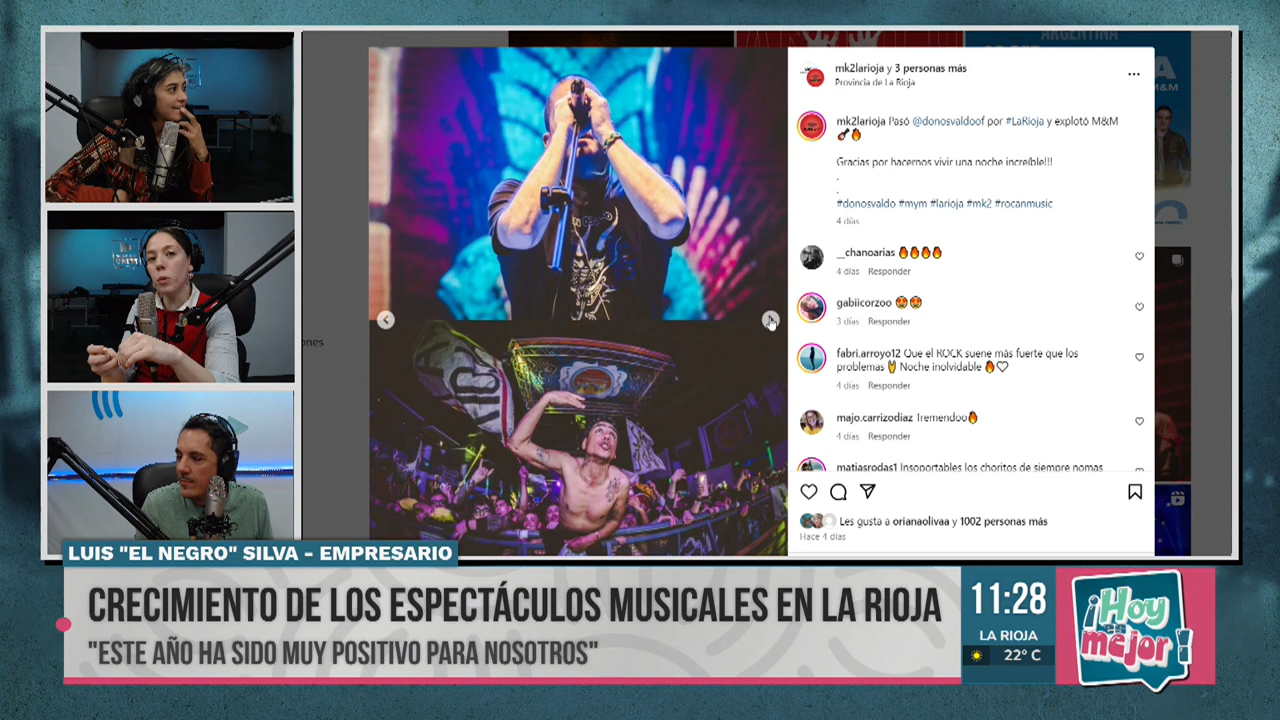 ARGENTINA
M&M
ones
mk2larioja y 3 personas más
Provincia de La Rioja
mk2larioja Pasó @donosvaldoof por #LaRioja y explotó M&M
🎸🔥
Gracias por hacernos vivir una noche increíble!!!
.
.
#donosvaldo #mym #larioja #mk2 #rocanmusic
4 días
__chanoarias 🔥🔥🔥🔥
4 días Responder
gabiicorzoo 😍😍
3 días Responder
fabri.arroyo12 Que el ROCK suene más fuerte que los
problemas 🤘 Noche inolvidable 🔥🤍
4 días Responder
majo.carrizodiaz Tremendoo🔥
4 días Responder
matiasrodas1 Insoportables los choritos de siempre nomas
Les gusta a orianaolivaa y 1002 personas más
Hace 4 días
LUIS "EL NEGRO" SILVA - EMPRESARIO
CRECIMIENTO DE LOS ESPECTÁCULOS MUSICALES EN LA RIOJA
"ESTE AÑO HA SIDO MUY POSITIVO PARA NOSOTROS"
11:28
LA RIOJA
22° C
¡Hoy
es
mejor!